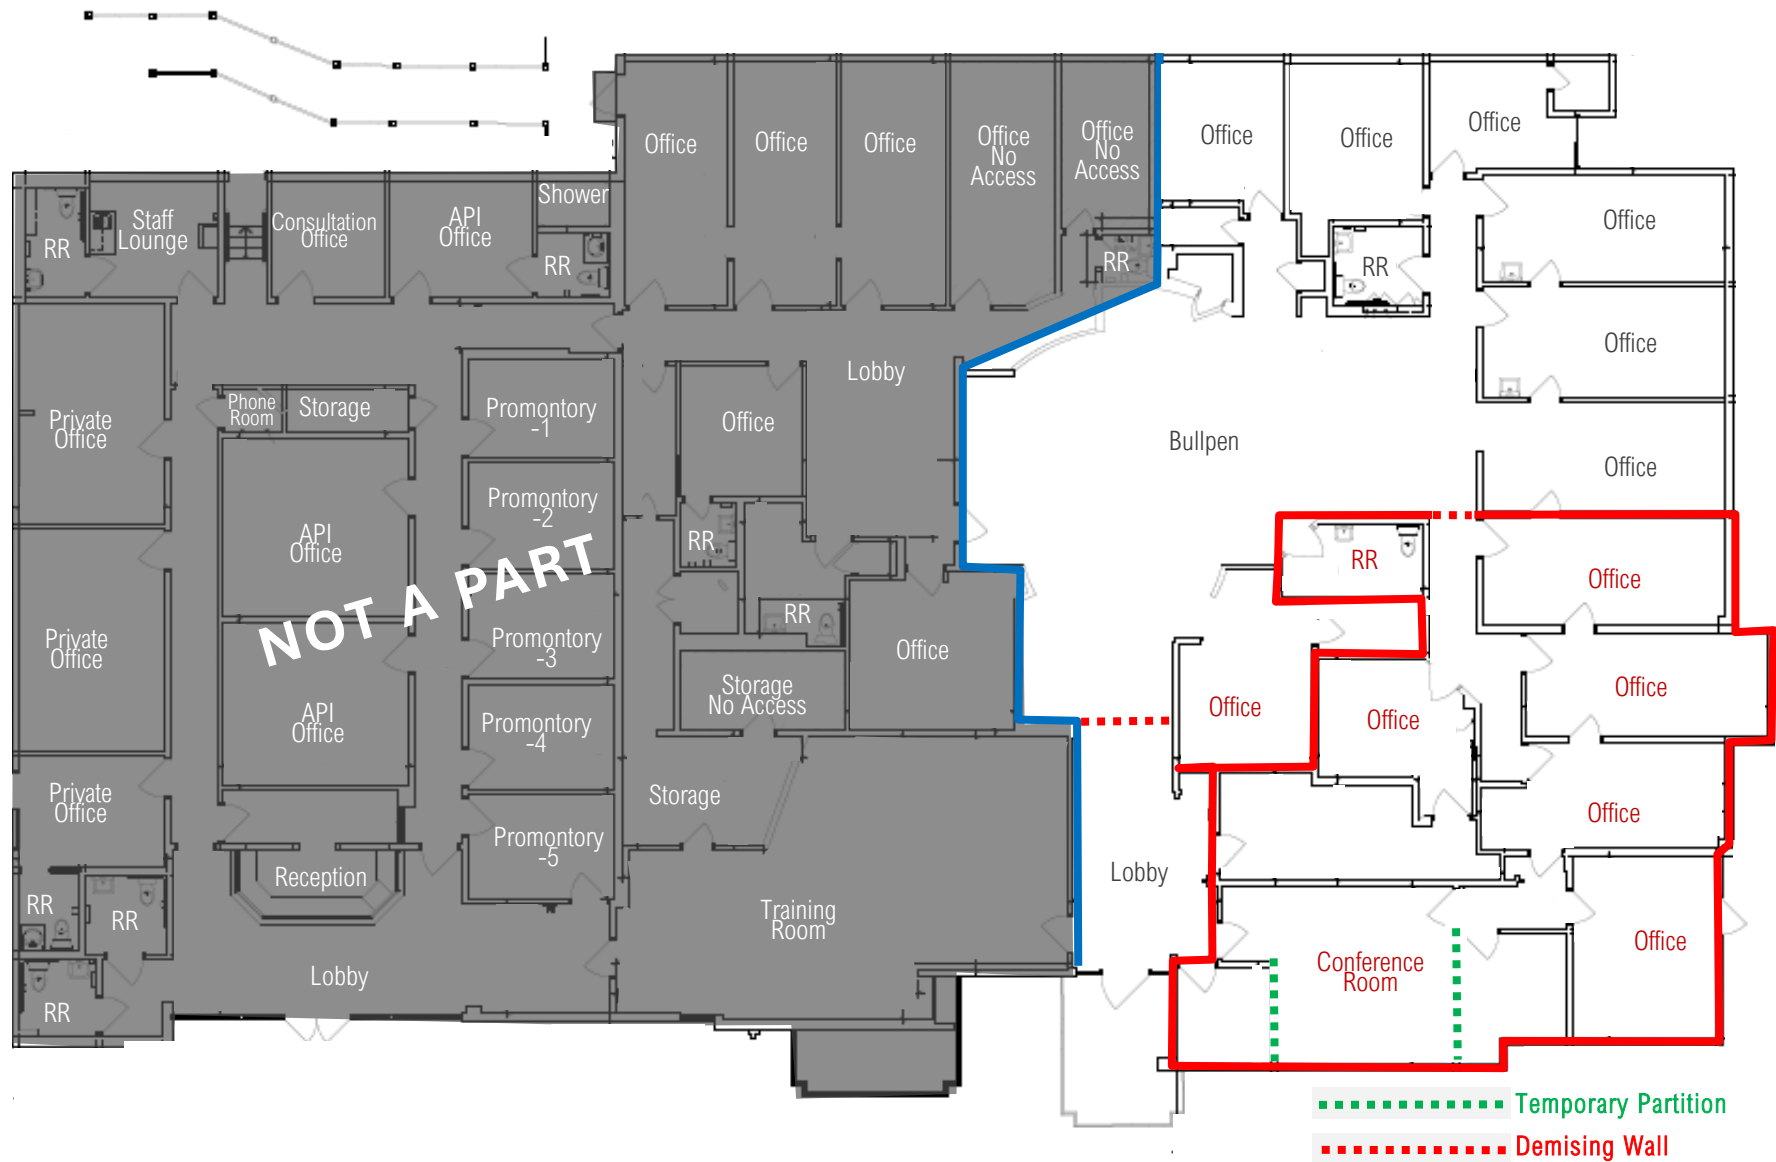 Office
Office
Office
Office
No
Access
Office
No
Access
Office
Office
Office
Shower
Staff
Lounge
RR
Consultation
Office
API
Office
RR
RR
RR
Office
Office
Lobby
Private
Office
Phone
Room
Storage
Promontory
-1
Office
Bullpen
Office
Promontory
-2
API
Office
RR
RR
Office
NOT A PART
Private
Office
Promontory
-3
RR
Office
Storage
No Access
Office
Office
Office
API
Office
Promontory
-4
Private
Office
Storage
Office
Promontory
-5
Reception
Lobby
RR
RR
Training
Room
Office
Conference
Room
Lobby
RR
Temporary Partition
Demising Wall